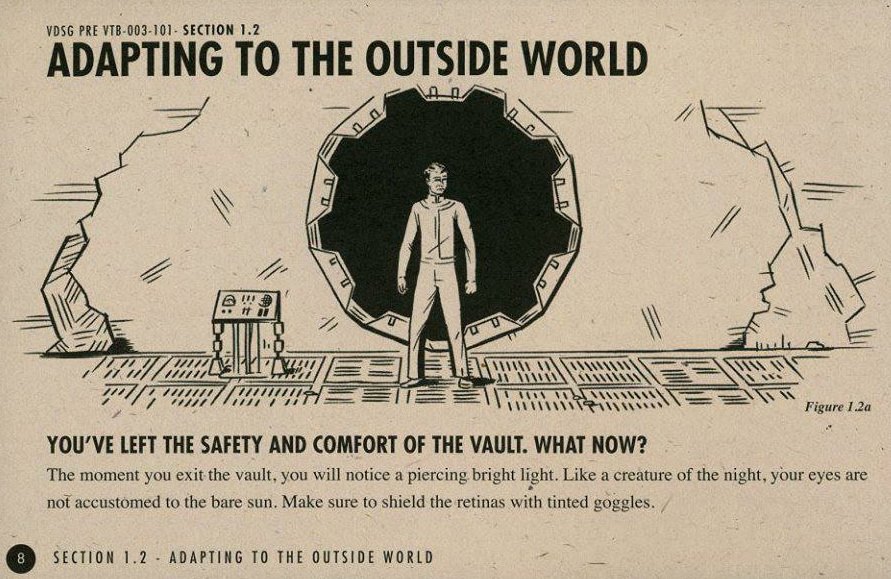 VDSG PRE VTB-003-101- SECTION 1.2
ADAPTING TO THE OUTSIDE WORLD
Figure 1.2a
YOU'VE LEFT THE SAFETY AND COMFORT OF THE VAULT. WHAT NOW?
The moment you exit the vault, you will notice a piercing bright light. Like a creature of the night, your eyes are
not accustomed to the bare sun. Make sure to shield the retinas with tinted goggles.
8 SECTION 1.2 - ADAPTING TO THE OUTSIDE WORLD